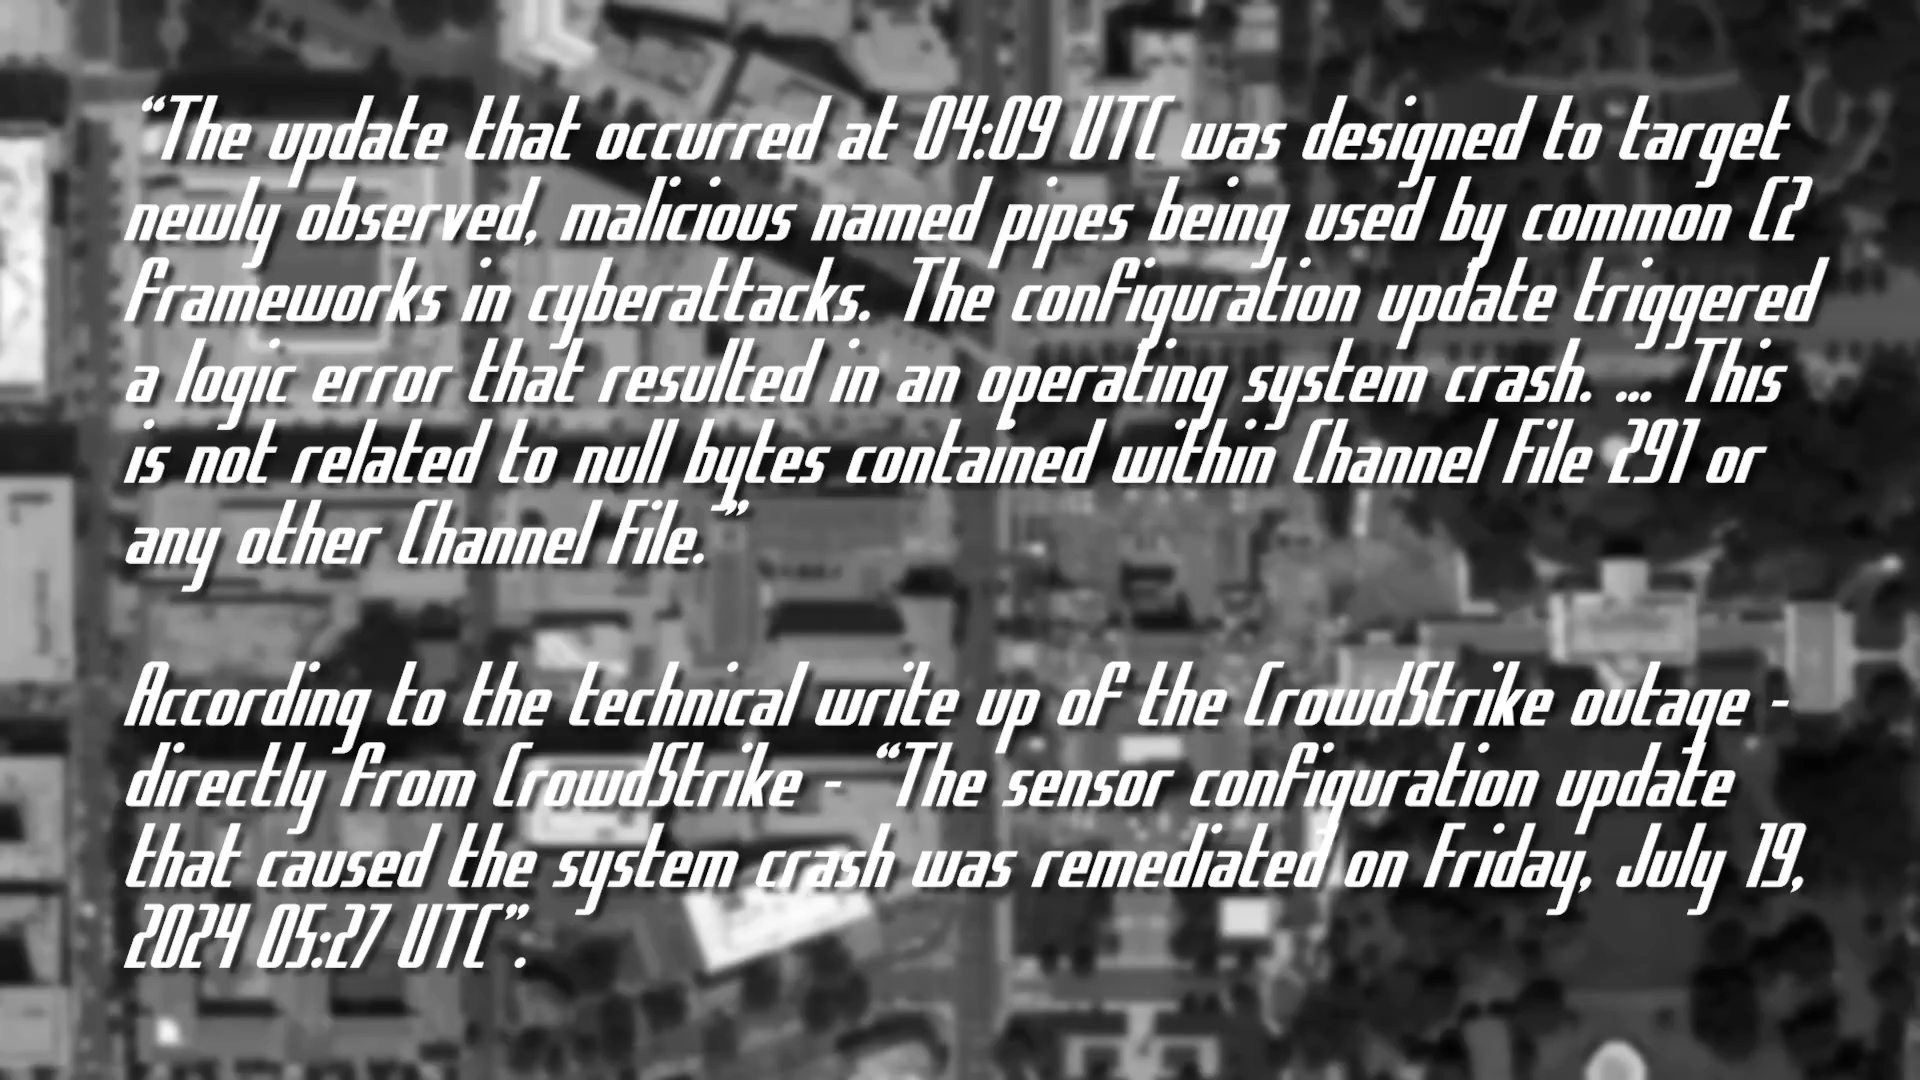 “The update that occurred at 04:09 UTC was designed to target
newly observed, malicious named pipes being used by common C2
frameworks in cyberattacks. The configuration update triggered
a logic error that resulted in an operating system crash. ... This
is not related to null bytes contained within Channel File 291 or
any other Channel File.”
According to the technical write up of the CrowdStrike outage -
directly from CrowdStrike - “The sensor configuration update
that caused the system crash was remediated on Friday, July 19,
2024 05:27 UTC”.